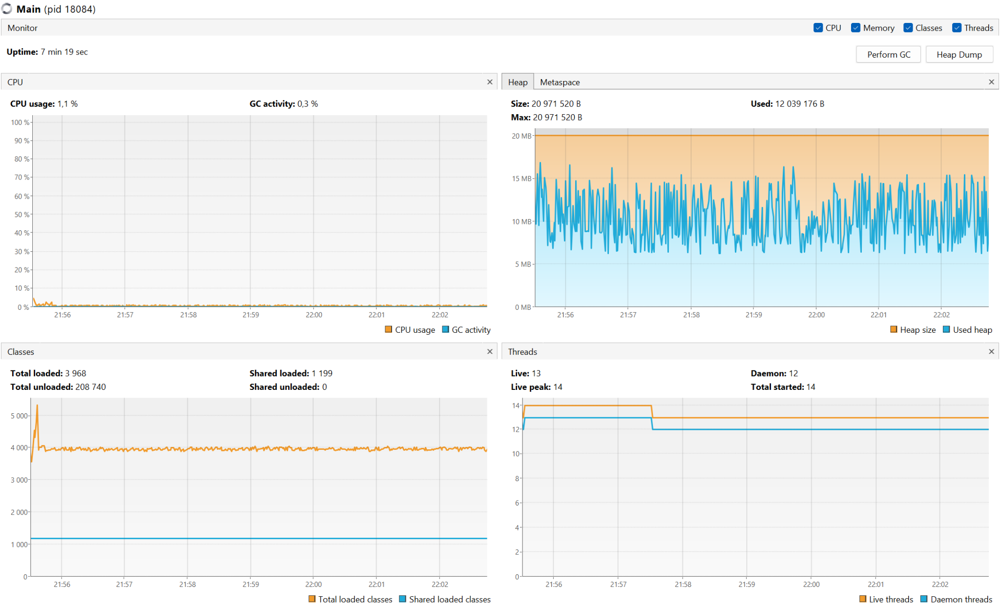 Main (pid 18084)
Monitor
CPU Memory Classes Threads
Uptime: 7 min 19 sec
Perform GC Heap Dump
CPU
CPU usage: 1,1 % GC activity: 0,3 %
100 %
90 %
80 %
70 %
60 %
50 %
40 %
30 %
20 %
10 %
0 %
21:56 21:57 21:58 21:59 22:00 22:01 22:02
CPU usage GC activity
Heap Metaspace
Size: 20 971 520 B Used: 12 039 176 B
Max: 20 971 520 B
20 MB
15 MB
10 MB
5 MB
0 MB
21:56 21:57 21:58 21:59 22:00 22:01 22:02
Heap size Used heap
Classes
Total loaded: 3 968 Shared loaded: 1 199
Total unloaded: 208 740 Shared unloaded: 0
5 000
4 000
3 000
2 000
1 000
0
21:56 21:57 21:58 21:59 22:00 22:01 22:02
Total loaded classes Shared loaded classes
Threads
Live: 13 Daemon: 12
Live peak: 14 Total started: 14
14
12
10
8
6
4
2
0
21:56 21:57 21:58 21:59 22:00 22:01 22:02
Live threads Daemon threads